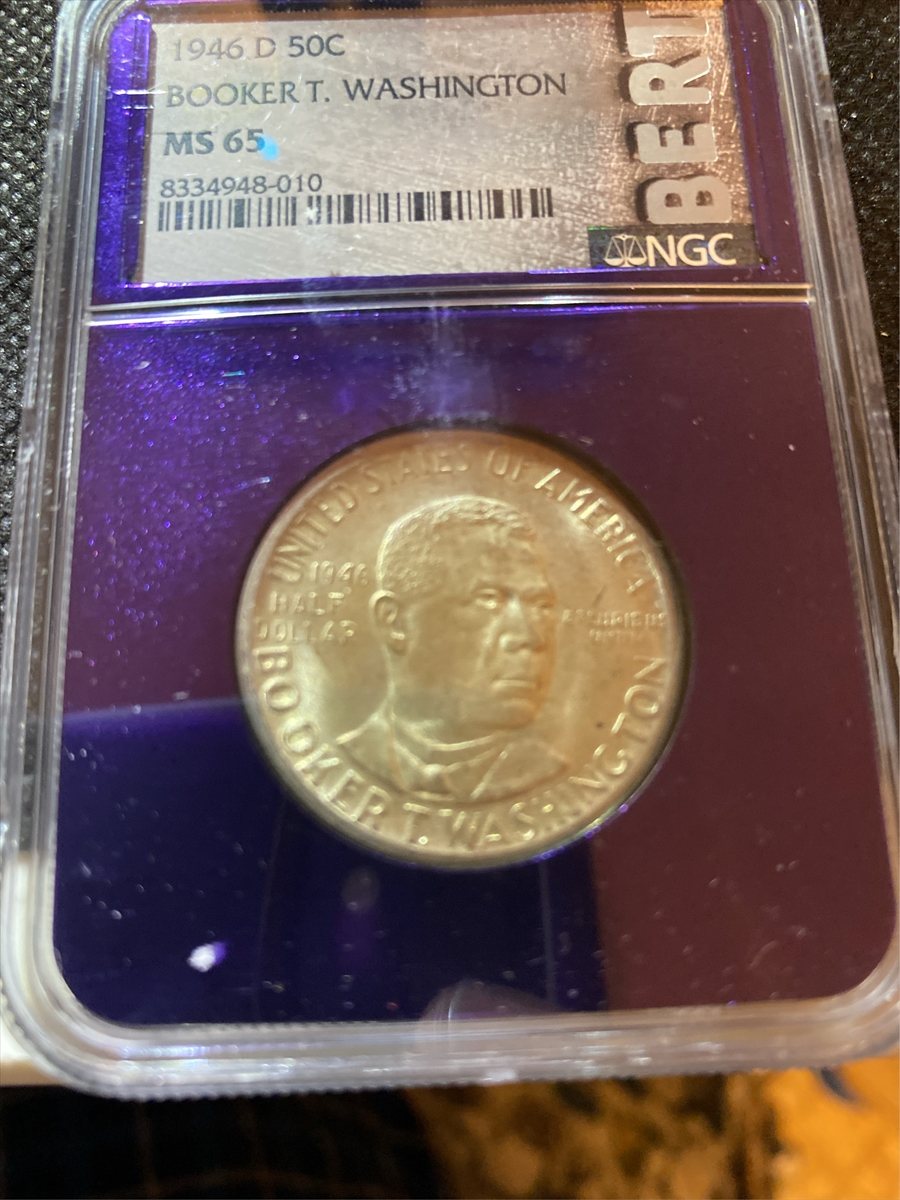 1946 D 50C
BOOKER T. WASHINGTON
MS 65
8334948-010
BERT
NGC
UNITED STATES OF AMERICA
1946
HALF
DOLLAR
BOOKER T. WASHINGTON